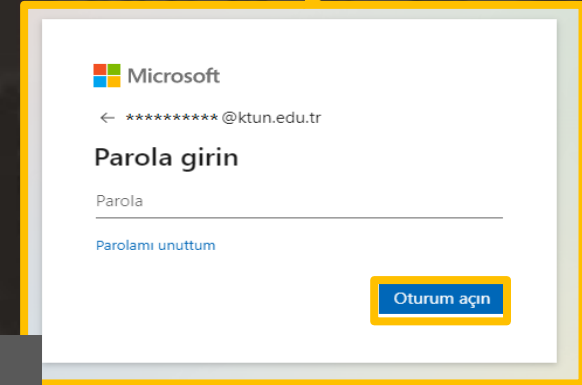 Microsoft
← **********@ktun.edu.tr
Parola girin
Parola
Parolamı unuttum
Oturum açın